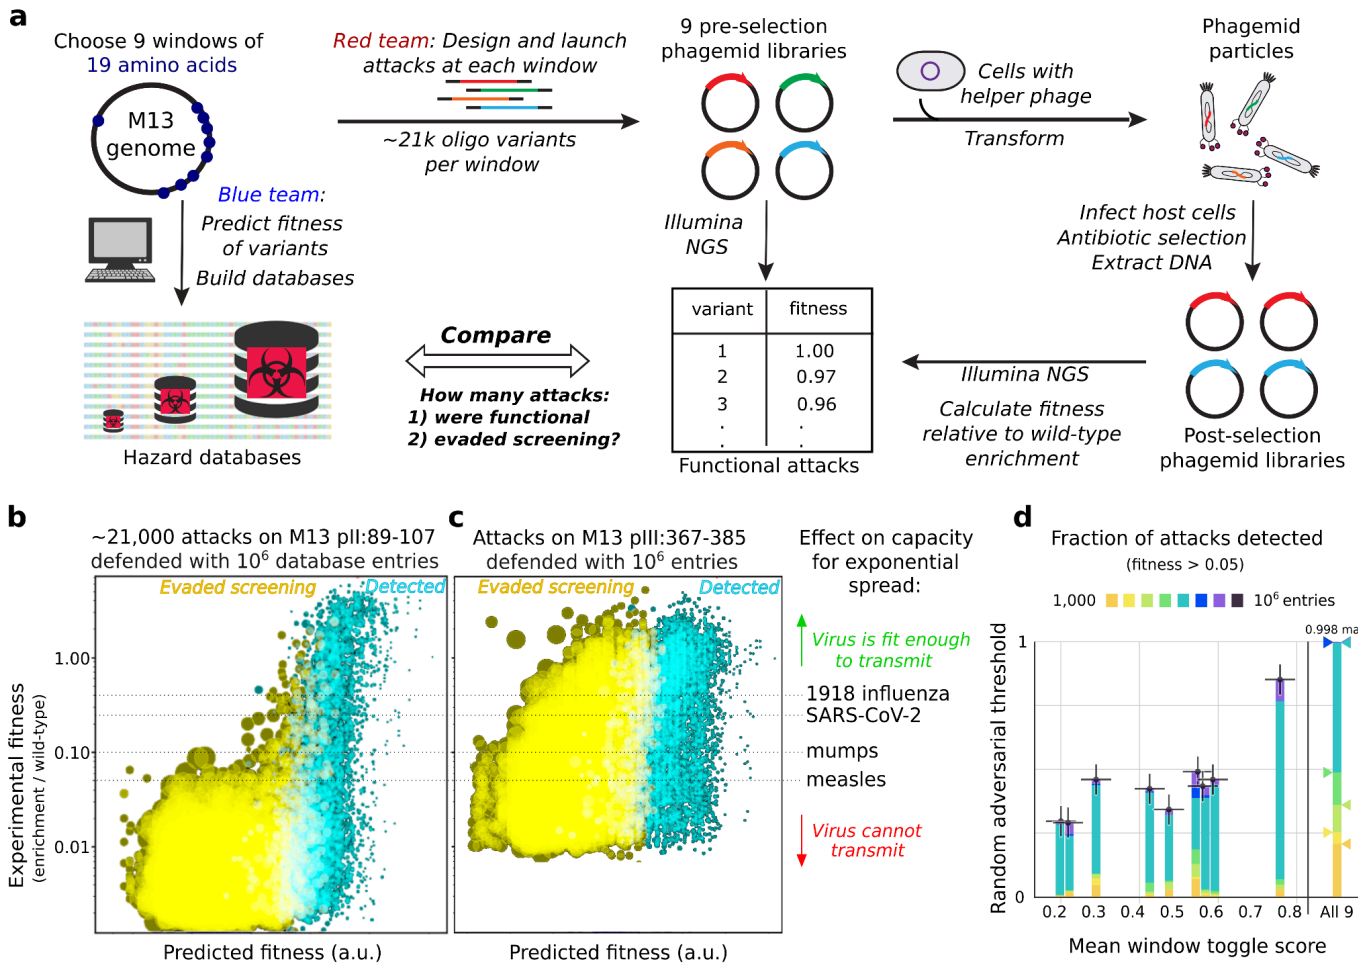 a
Choose 9 windows of
19 amino acids
M13
genome
Red team: Design and launch
attacks at each window
~21k oligo variants
per window
9 pre-selection
phagemid libraries
Cells with
helper phage
Transform
Phagemid
particles
Blue team:
Predict fitness
of variants
Build databases
Illumina
NGS
Infect host cells
Antibiotic selection
Extract DNA
Hazard databases
Compare
How many attacks:
1) were functional
2) evaded screening?
variant fitness
1 1.00
2 0.97
3 0.96
. .
. .
Functional attacks
Illumina NGS
Calculate fitness
relative to wild-type
enrichment
Post-selection
phagemid libraries
b
~21,000 attacks on M13 pII:89-107
defended with 10⁶ database entries
Evaded screening Detected
Experimental fitness
(enrichment / wild-type)
1.00
0.10
0.01
Predicted fitness (a.u.)
c
Attacks on M13 pIII:367-385
defended with 10⁶ entries
Evaded screening Detected
Predicted fitness (a.u.)
Effect on capacity
for exponential
spread:
Virus is fit enough
to transmit
1918 influenza
SARS-CoV-2
mumps
measles
Virus cannot
transmit
d
Fraction of attacks detected
(fitness > 0.05)
1,000 10⁶ entries
0.998 ma
Random adversarial threshold
1
0
0.2 0.3 0.4 0.5 0.6 0.7 0.8 All 9
Mean window toggle score